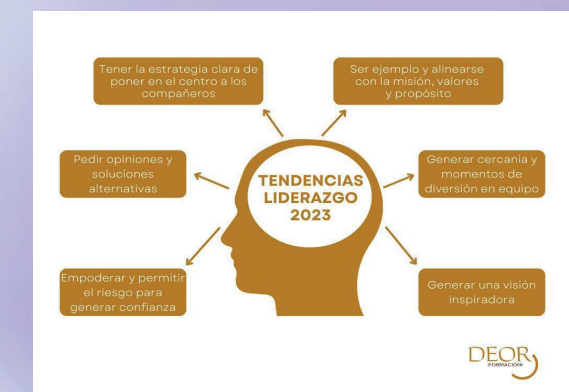 Tener la estrategia clara de
poner en el centro a los
compañeros
Ser ejemplo y alinearse
con la misión, valores
y propósito
Pedir opiniones y
soluciones
alternativas
TENDENCIAS
LIDERAZGO
2023
Generar cercania y
momentos de
diversión en equipo
Empoderar y permitir
el riesgo para
generar confianza
Generar una visión
inspiradora
DEOR
FORMACIÓN